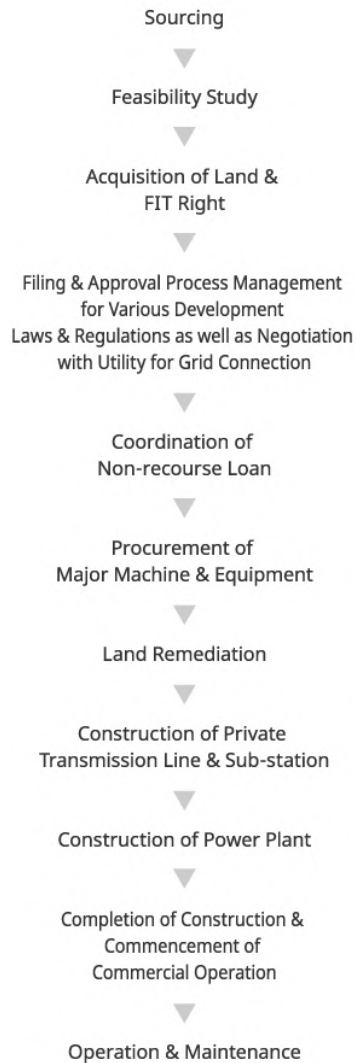 Sourcing
Feasibility Study
Acquisition of Land &
FIT Right
Filing & Approval Process Management
for Various Development
Laws & Regulations as well as Negotiation
with Utility for Grid Connection
Coordination of
Non-recourse Loan
Procurement of
Major Machine & Equipment
Land Remediation
Construction of Private
Transmission Line & Sub-station
Construction of Power Plant
Completion of Construction &
Commencement of
Commercial Operation
Operation & Maintenance